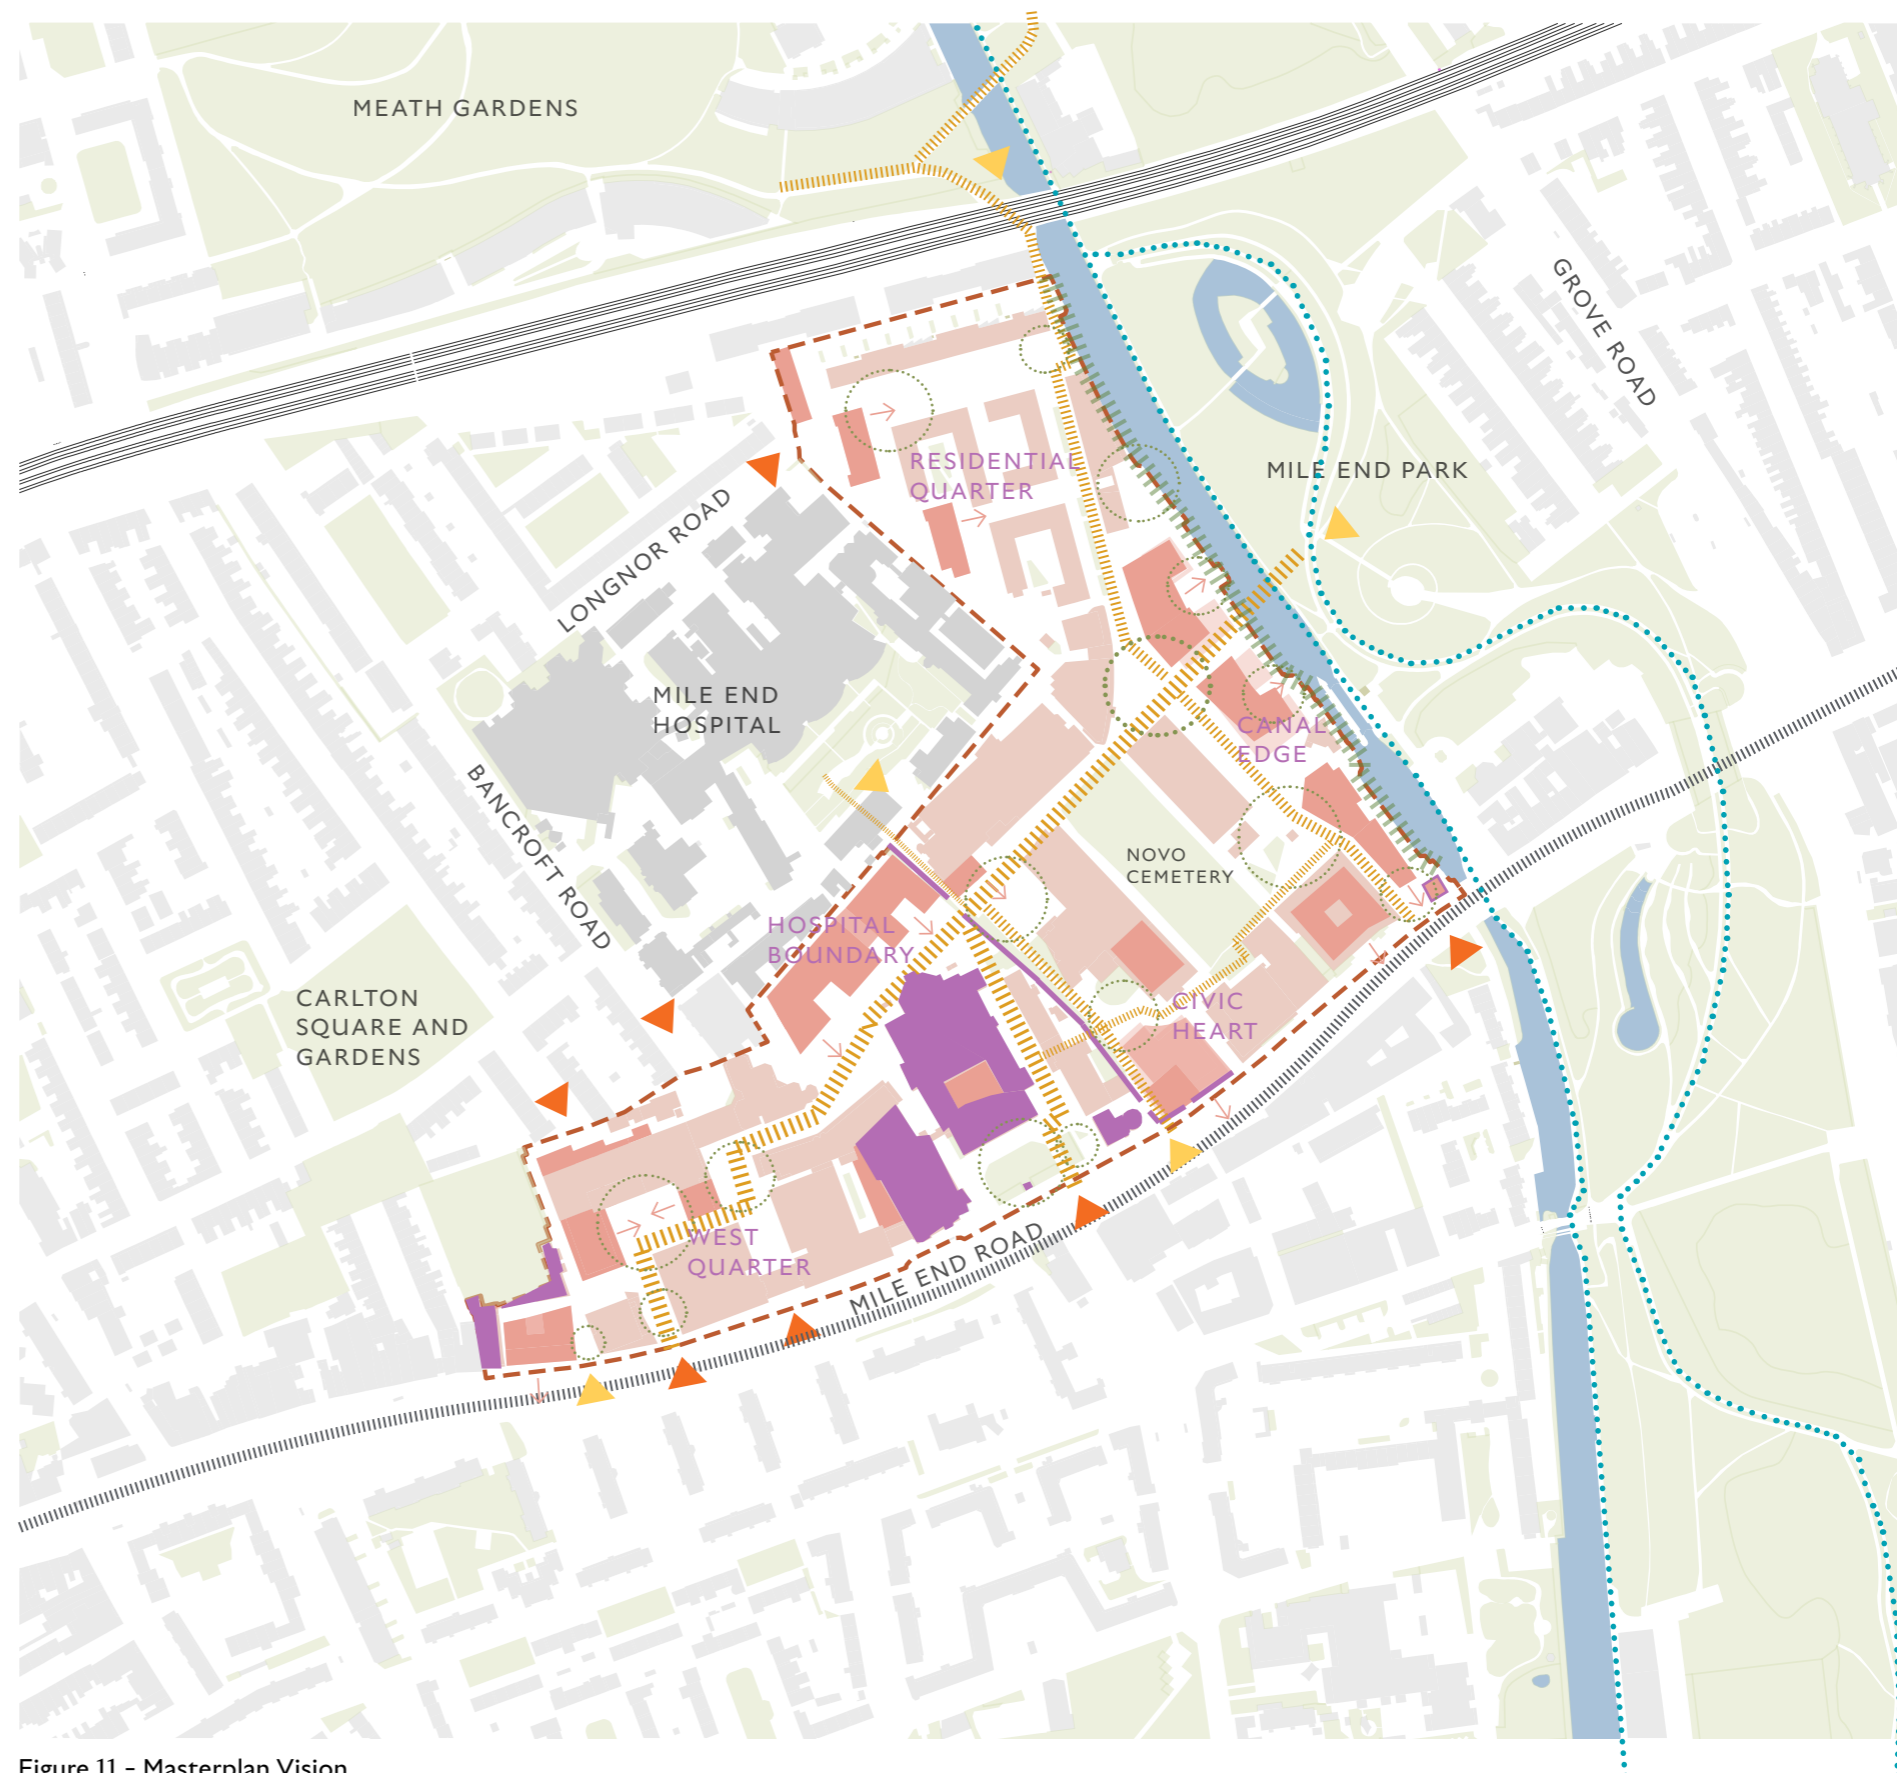 MEATH GARDENS
GROVE ROAD
RESIDENTIAL
QUARTER
MILE END PARK
LONGNOR ROAD
MILE END
HOSPITAL
CANAL
EDGE
BANCROFT ROAD
NOVO
CEMETERY
HOSPITAL
BOUNDARY
CARLTON
SQUARE AND
GARDENS
CIVIC
HEART
WEST
QUARTER
MILE END ROAD
Figure 11 – Masterplan Vision